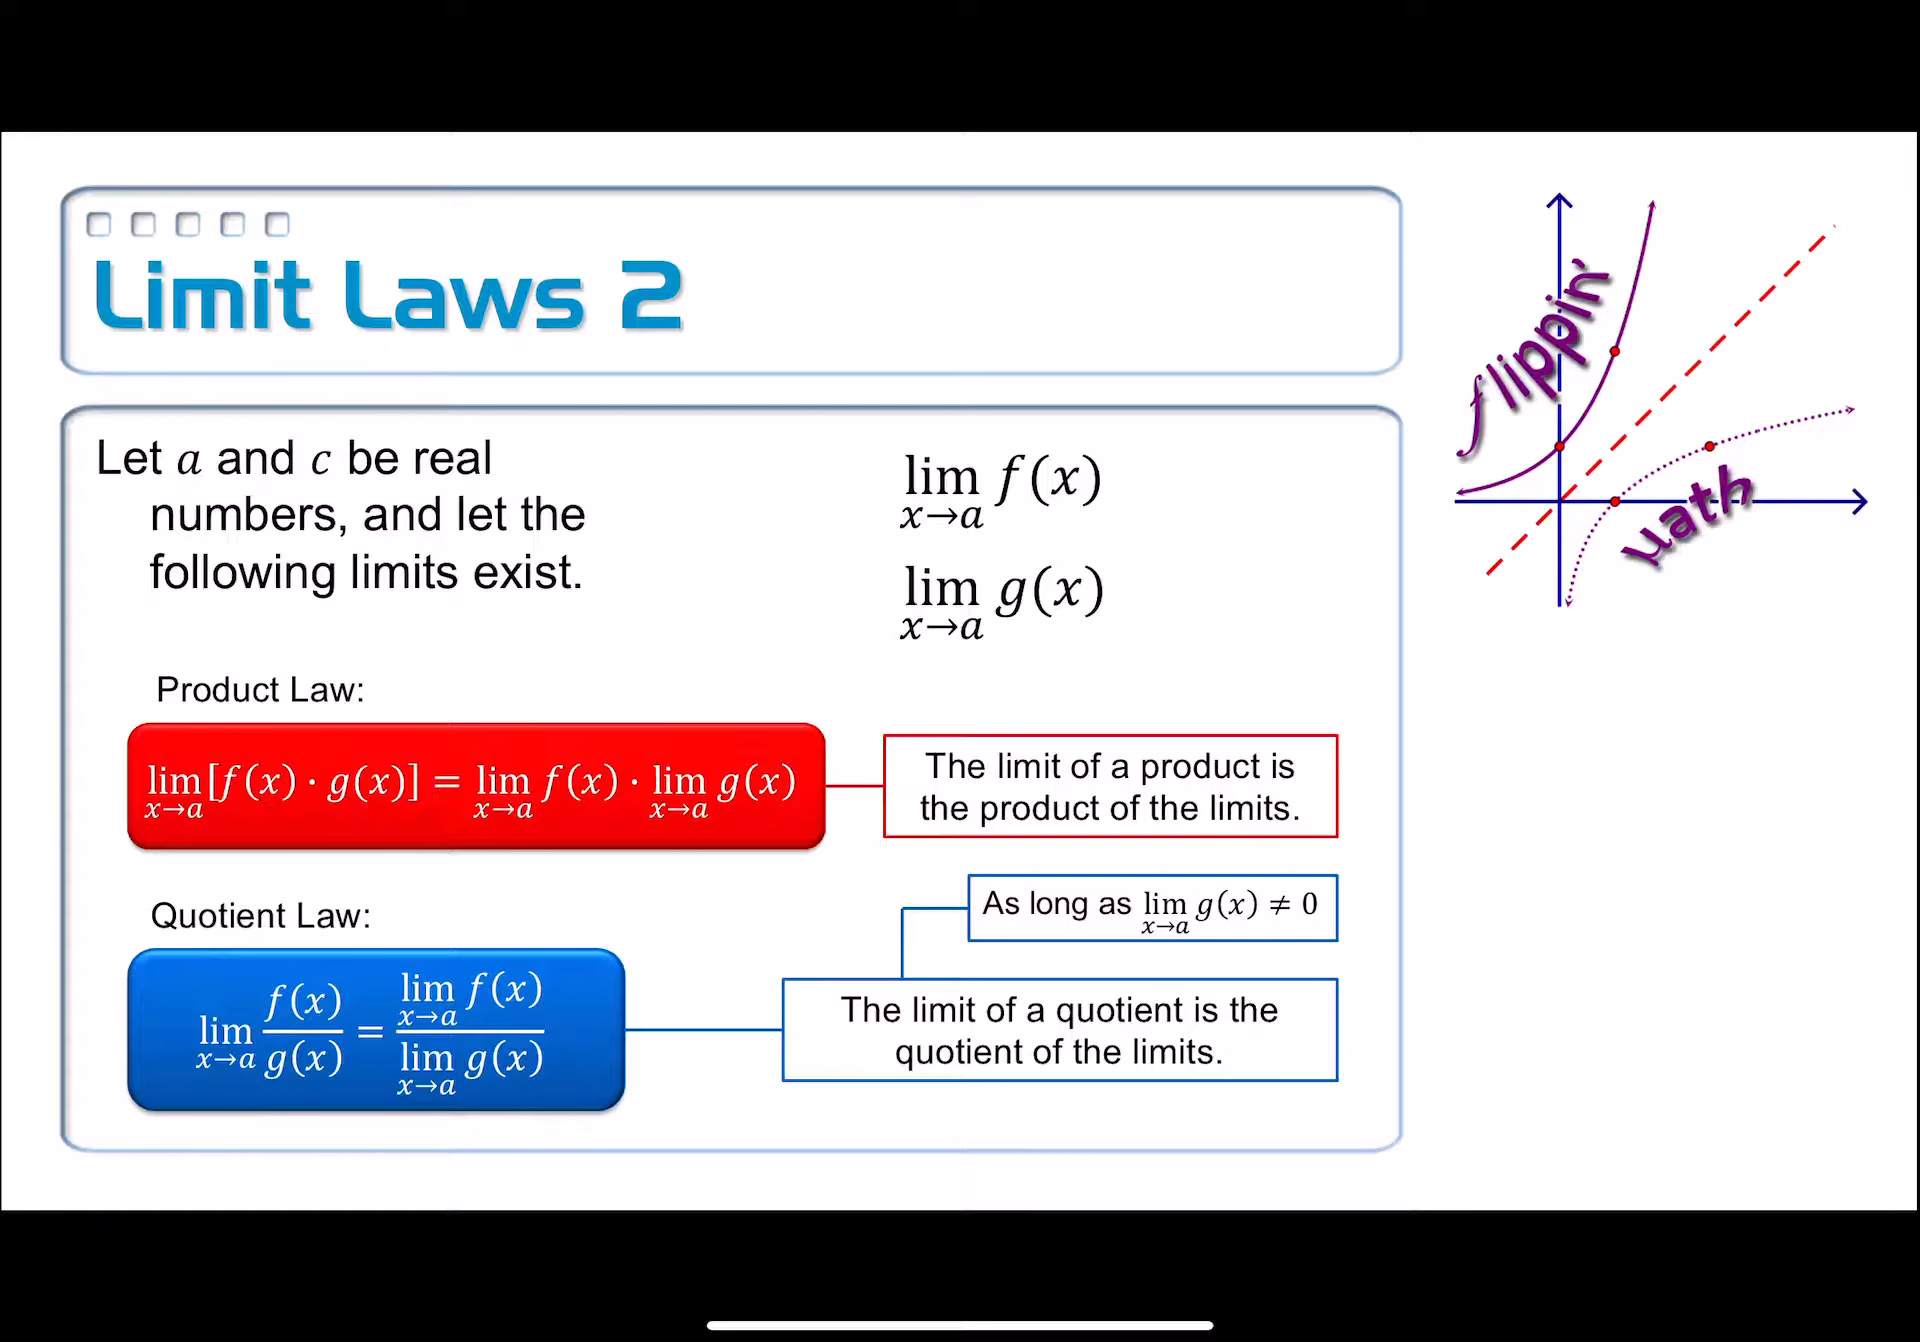 Limit Laws 2
Let a and c be real
numbers, and let the
following limits exist.
lim f(x)
x→a
lim g(x)
x→a
Product Law:
lim[f(x) · g(x)] = lim f(x) · lim g(x)
x→a x→a x→a
The limit of a product is
the product of the limits.
Quotient Law:
lim f(x)/g(x) = lim f(x) / lim g(x)
x→a x→a x→a
As long as lim g(x) ≠ 0
x→a
The limit of a quotient is the
quotient of the limits.
flippin'
μath